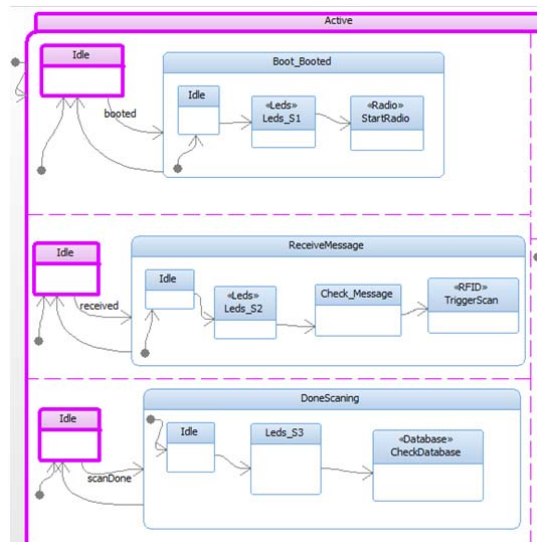 Active
Idle
booted
Boot_Booted
Idle
«Leds»
Leds_S1
«Radio»
StartRadio
Idle
received
ReceiveMessage
Idle
«Leds»
Leds_S2
Check_Message
«RFID»
TriggerScan
Idle
scanDone
DoneScaning
Idle
Leds_S3
«Database»
CheckDatabase